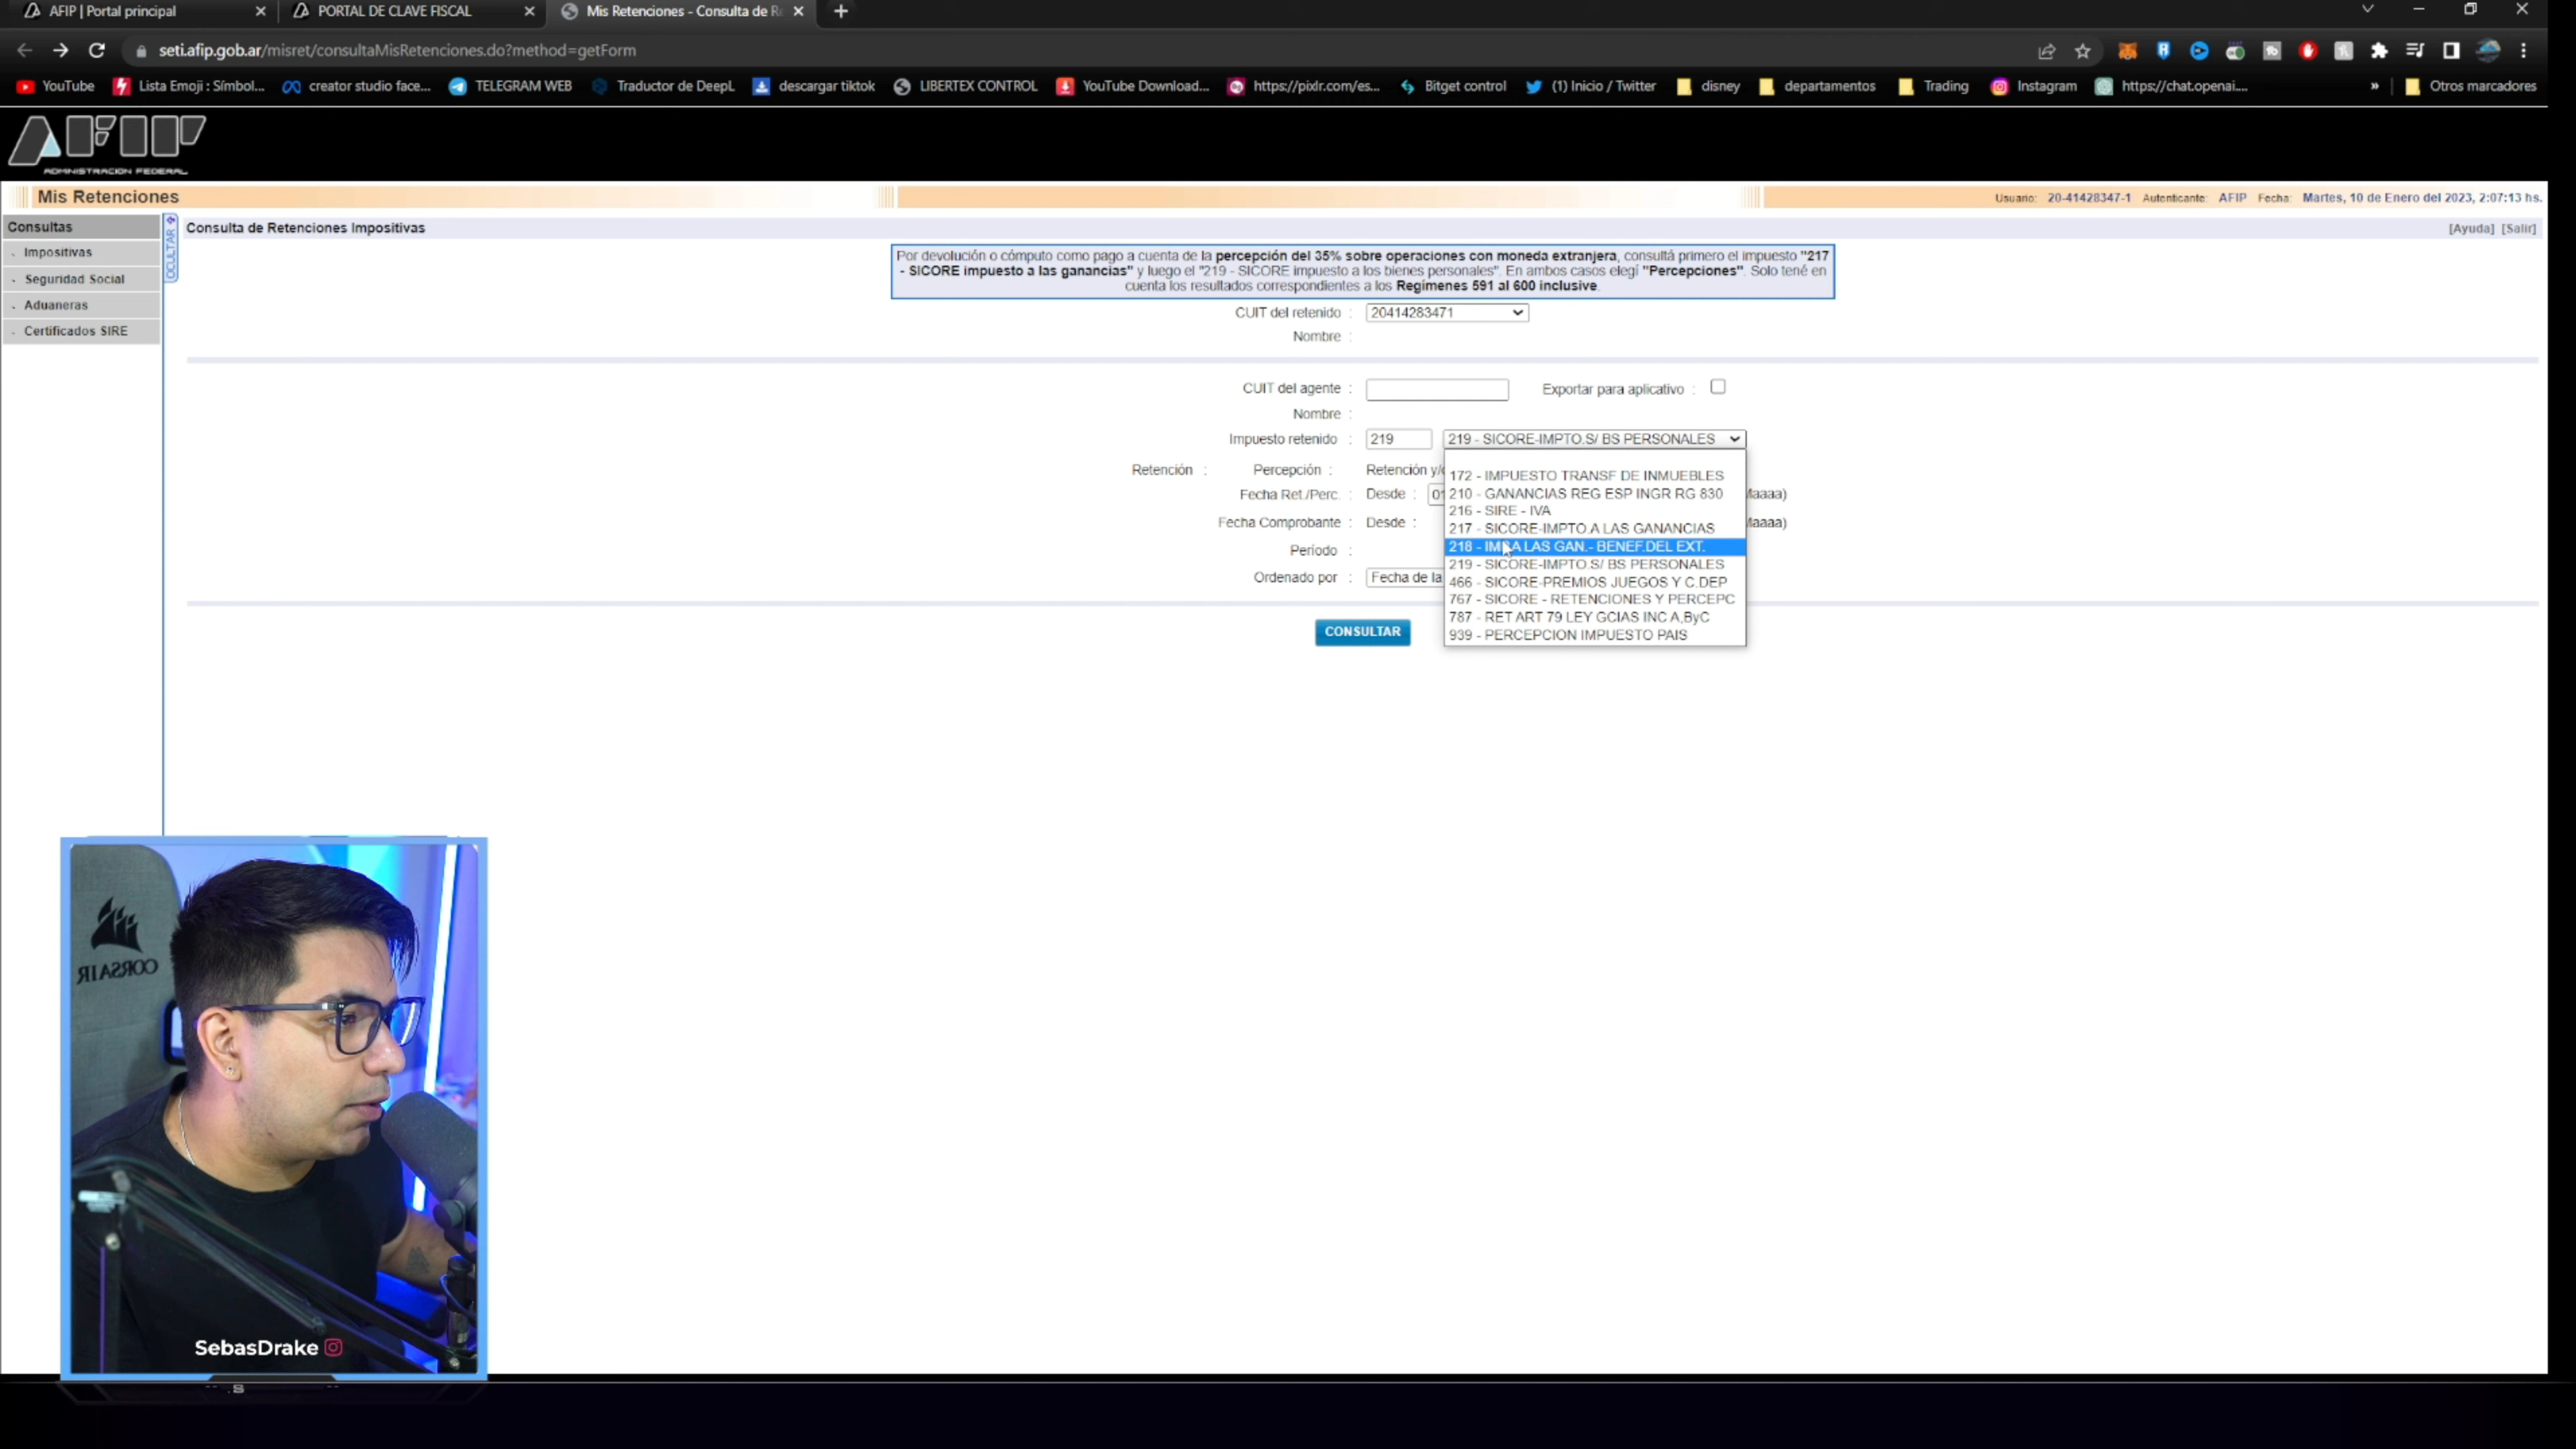 AFIP | Portal principal
PORTAL DE CLAVE FISCAL
Mis Retenciones - Consulta de Re
seti.afip.gob.ar/misret/consultaMisRetenciones.do?method=getForm
YouTube
Lista Emoji : Símbol...
creator studio face...
TELEGRAM WEB
Traductor de DeepL
descargar tiktok
LIBERTEX CONTROL
YouTube Download...
https://pixlr.com/es...
Bitget control
(1) Inicio / Twitter
disney
departamentos
Trading
Instagram
https://chat.openai....
»
Otros marcadores
AFIP
ADMINISTRACION FEDERAL
Mis Retenciones
Usuario: 20-41428347-1 Autenticante: AFIP Fecha: Martes, 10 de Enero del 2023, 2:07:13 hs.
Consultas
Impositivas
Seguridad Social
Aduaneras
Certificados SIRE
OCULTAR
Consulta de Retenciones Impositivas
[Ayuda] [Salir]
Por devolución o cómputo como pago a cuenta de la percepción del 35% sobre operaciones con moneda extranjera, consultá primero el impuesto "217
- SICORE impuesto a las ganancias" y luego el "219 - SICORE impuesto a los bienes personales". En ambos casos elegí "Percepciones". Solo tené en
cuenta los resultados correspondientes a los Regímenes 591 al 600 inclusive.
CUIT del retenido : 20414283471
Nombre :
CUIT del agente :
Exportar para aplicativo :
Nombre :
Impuesto retenido : 219 219 - SICORE-IMPTO.S/ BS PERSONALES
Retención : Percepción : Retención y/
Fecha Ret./Perc. : Desde : 01
aaa)
Fecha Comprobante : Desde :
aaa)
Período :
Ordenado por : Fecha de la
172 - IMPUESTO TRANSF DE INMUEBLES
210 - GANANCIAS REG ESP INGR RG 830
216 - SIRE - IVA
217 - SICORE-IMPTO.A LAS GANANCIAS
218 - LAS GAN.- BENEF.DEL EXT.
219 - SICORE-IMPTO.S/ BS PERSONALES
466 - SICORE-PREMIOS JUEGOS Y C.DEP
767 - SICORE - RETENCIONES Y PERCEPC
787 - RET ART 79 LEY GCIAS INC A,ByC
939 - PERCEPCION IMPUESTO PAIS
CONSULTAR
CORSAIR
SebasDrake